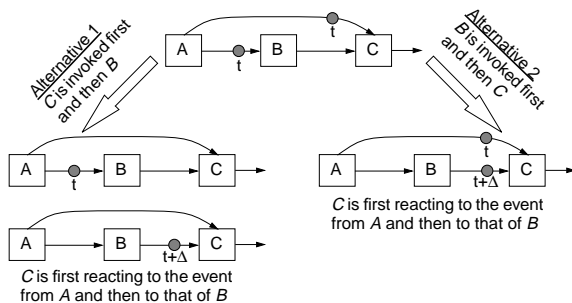 Alternative 1
C is invoked first
and then B
A
B
C
t
t
Alternative 2
B is invoked first
and then C
A
B
C
t
A
B
C
t+Δ
C is first reacting to the event
from A and then to that of B
A
B
C
t
t+Δ
C is first reacting to the event
from A and then to that of B